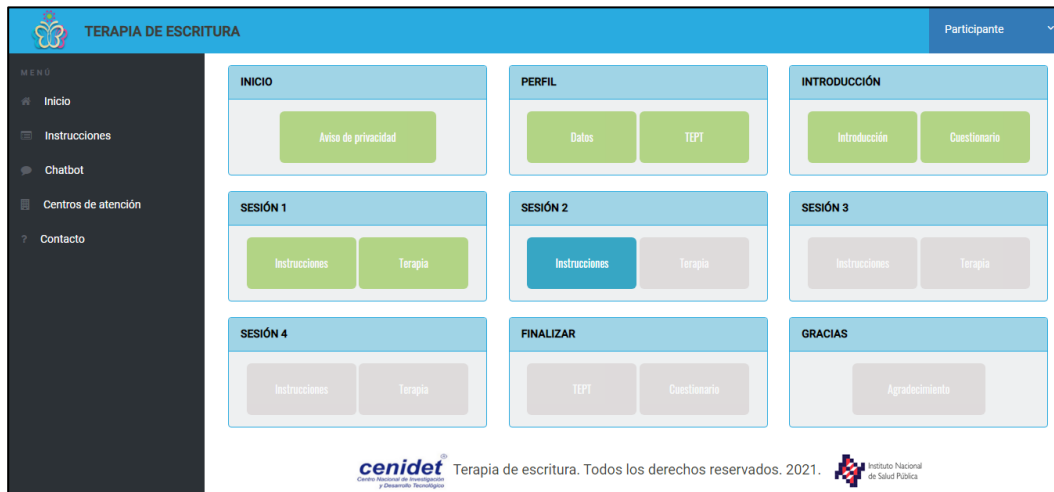 TERAPIA DE ESCRITURA
Participante
MENÚ
Inicio
Instrucciones
Chatbot
Centros de atención
? Contacto
INICIO
Aviso de privacidad
PERFIL
Datos
TEPT
INTRODUCCIÓN
Introducción
Cuestionario
SESIÓN 1
Instrucciones
Terapia
SESIÓN 2
Instrucciones
Terapia
SESIÓN 3
Instrucciones
Terapia
SESIÓN 4
Instrucciones
Terapia
FINALIZAR
TEPT
Cuestionario
GRACIAS
Agradecimiento
cenidet®
Centro Nacional de Investigación
y Desarrollo Tecnológico
Terapia de escritura. Todos los derechos reservados. 2021.
Instituto Nacional
de Salud Pública